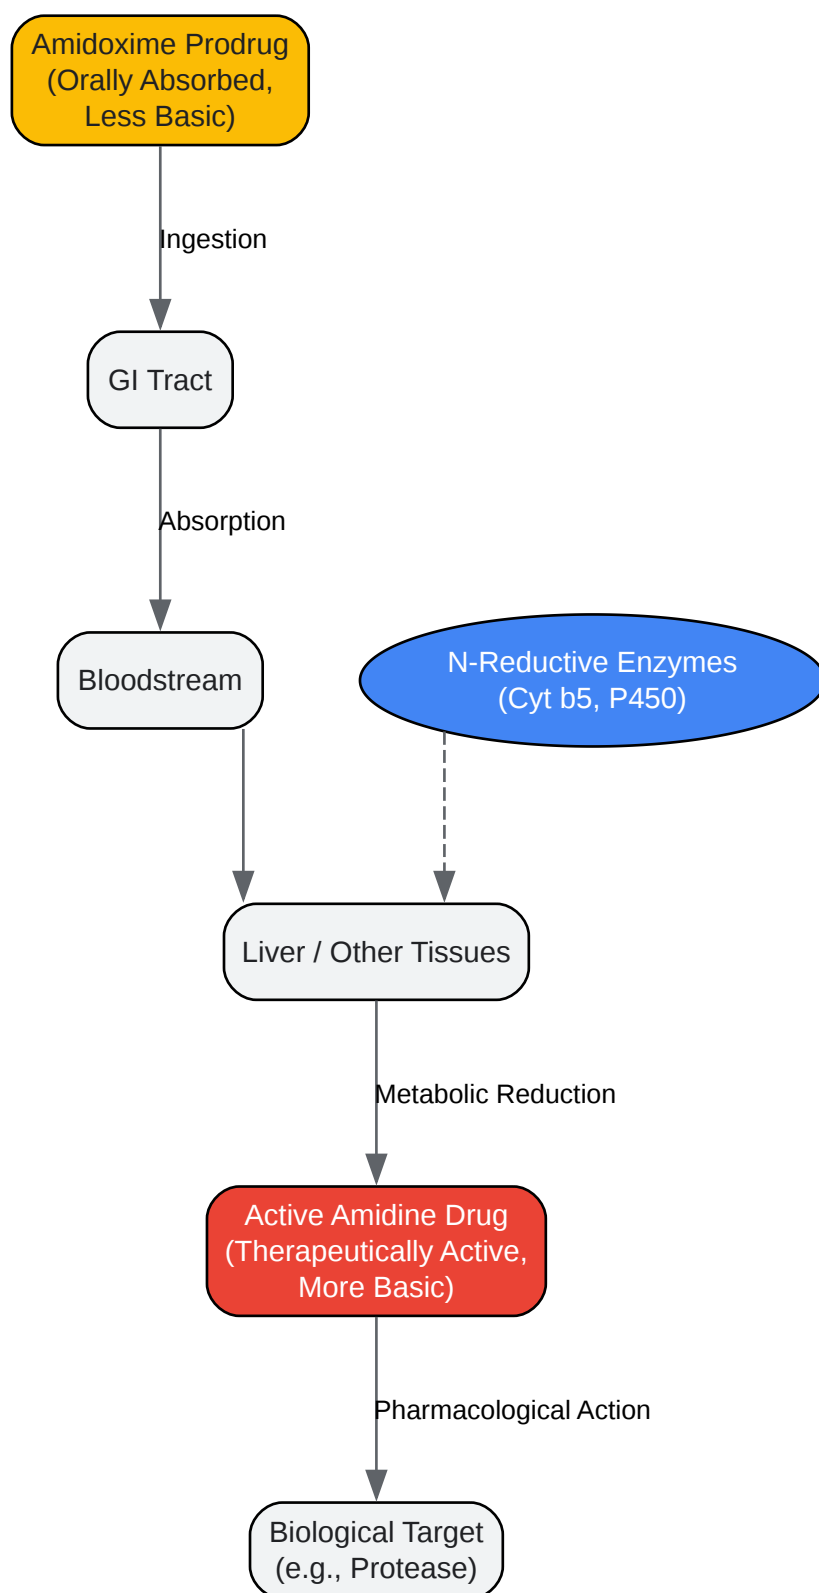 Amidoxime Prodrug
(Orally Absorbed,
Less Basic)
Ingestion
GI Tract
Absorption
Bloodstream
N-Reductive Enzymes
(Cyt b5, P450)
Liver / Other Tissues
Metabolic Reduction
Active Amidine Drug
(Therapeutically Active,
More Basic)
Pharmacological Action
Biological Target
(e.g., Protease)